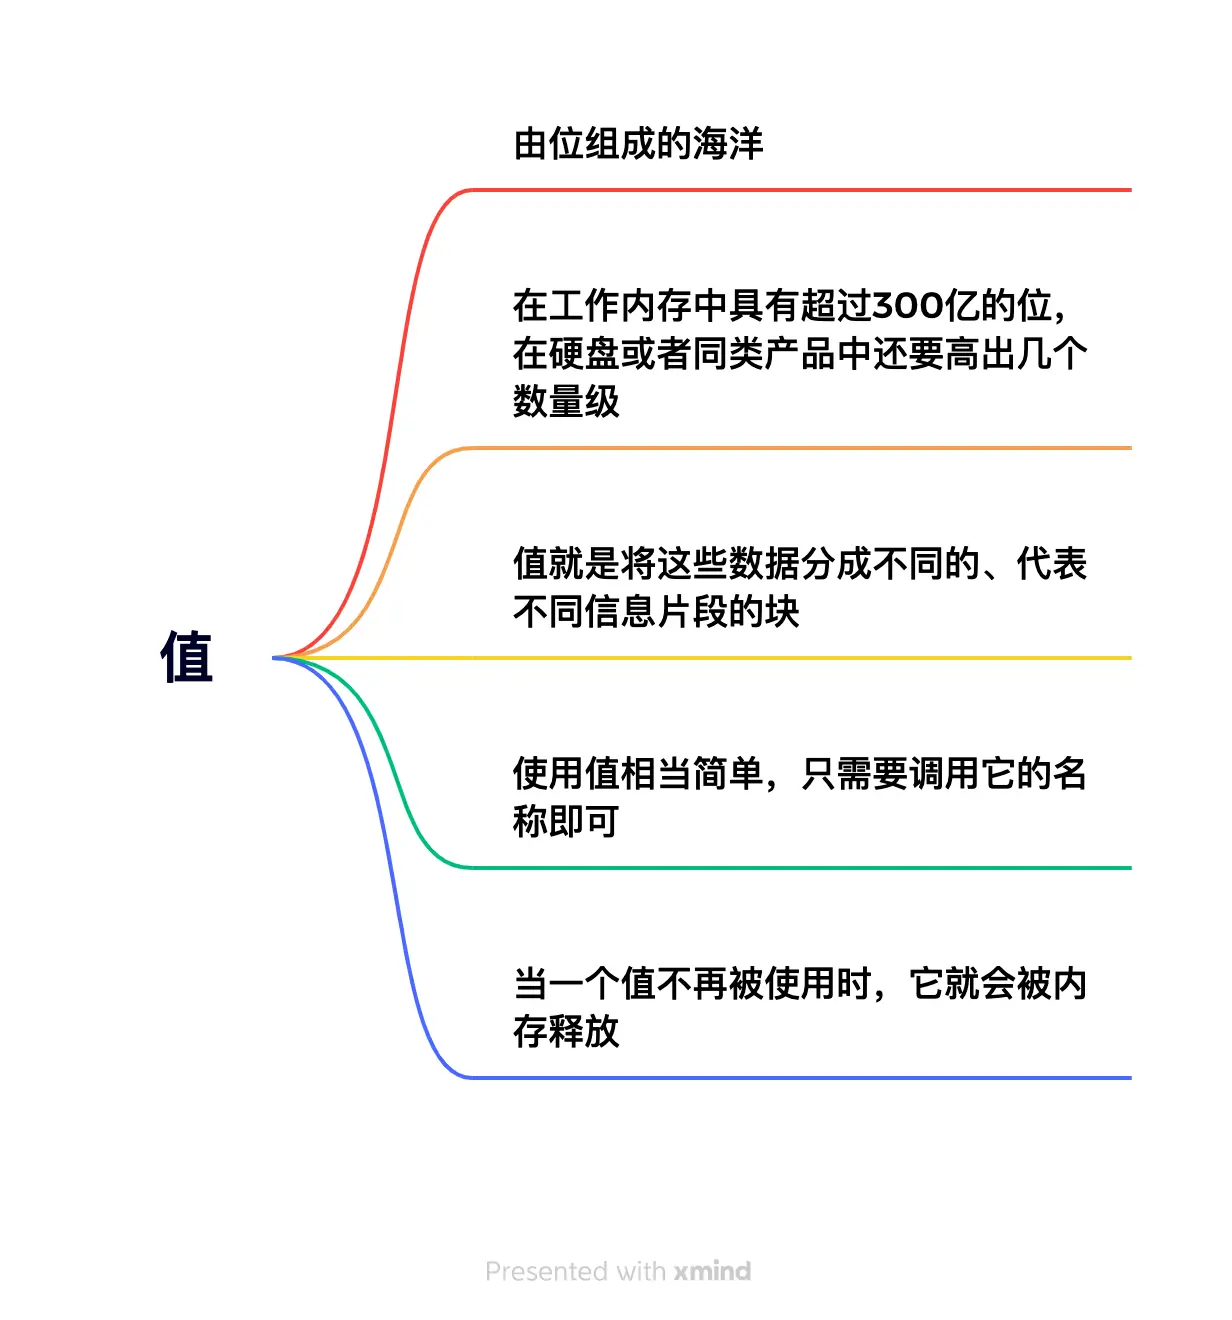 由位组成的海洋
在工作内存中具有超过300亿的位，
在硬盘或者同类产品中还要高出几个
数量级
值就是将这些数据分成不同的、代表
不同信息片段的块
值
使用值相当简单，只需要调用它的名
称即可
当一个值不再被使用时，它就会被内
存释放
Presented with xmind